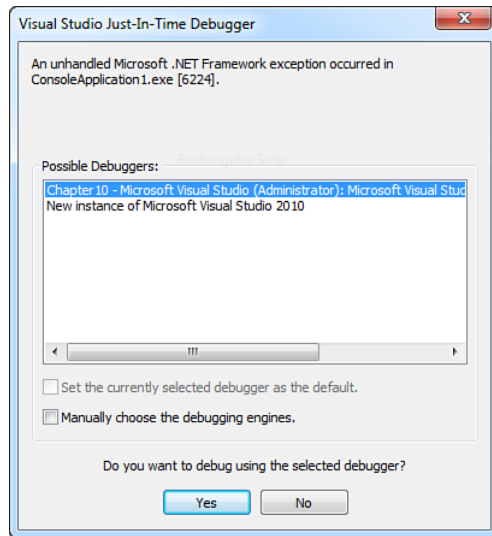 Visual Studio Just-In-Time Debugger
An unhandled Microsoft .NET Framework exception occurred in
ConsoleApplication1.exe [6224].
Rectangular Snip
Possible Debuggers:
Chapter10 - Microsoft Visual Studio (Administrator): Microsoft Visual Stud
New instance of Microsoft Visual Studio 2010
Set the currently selected debugger as the default.
Manually choose the debugging engines.
Do you want to debug using the selected debugger?
Yes No